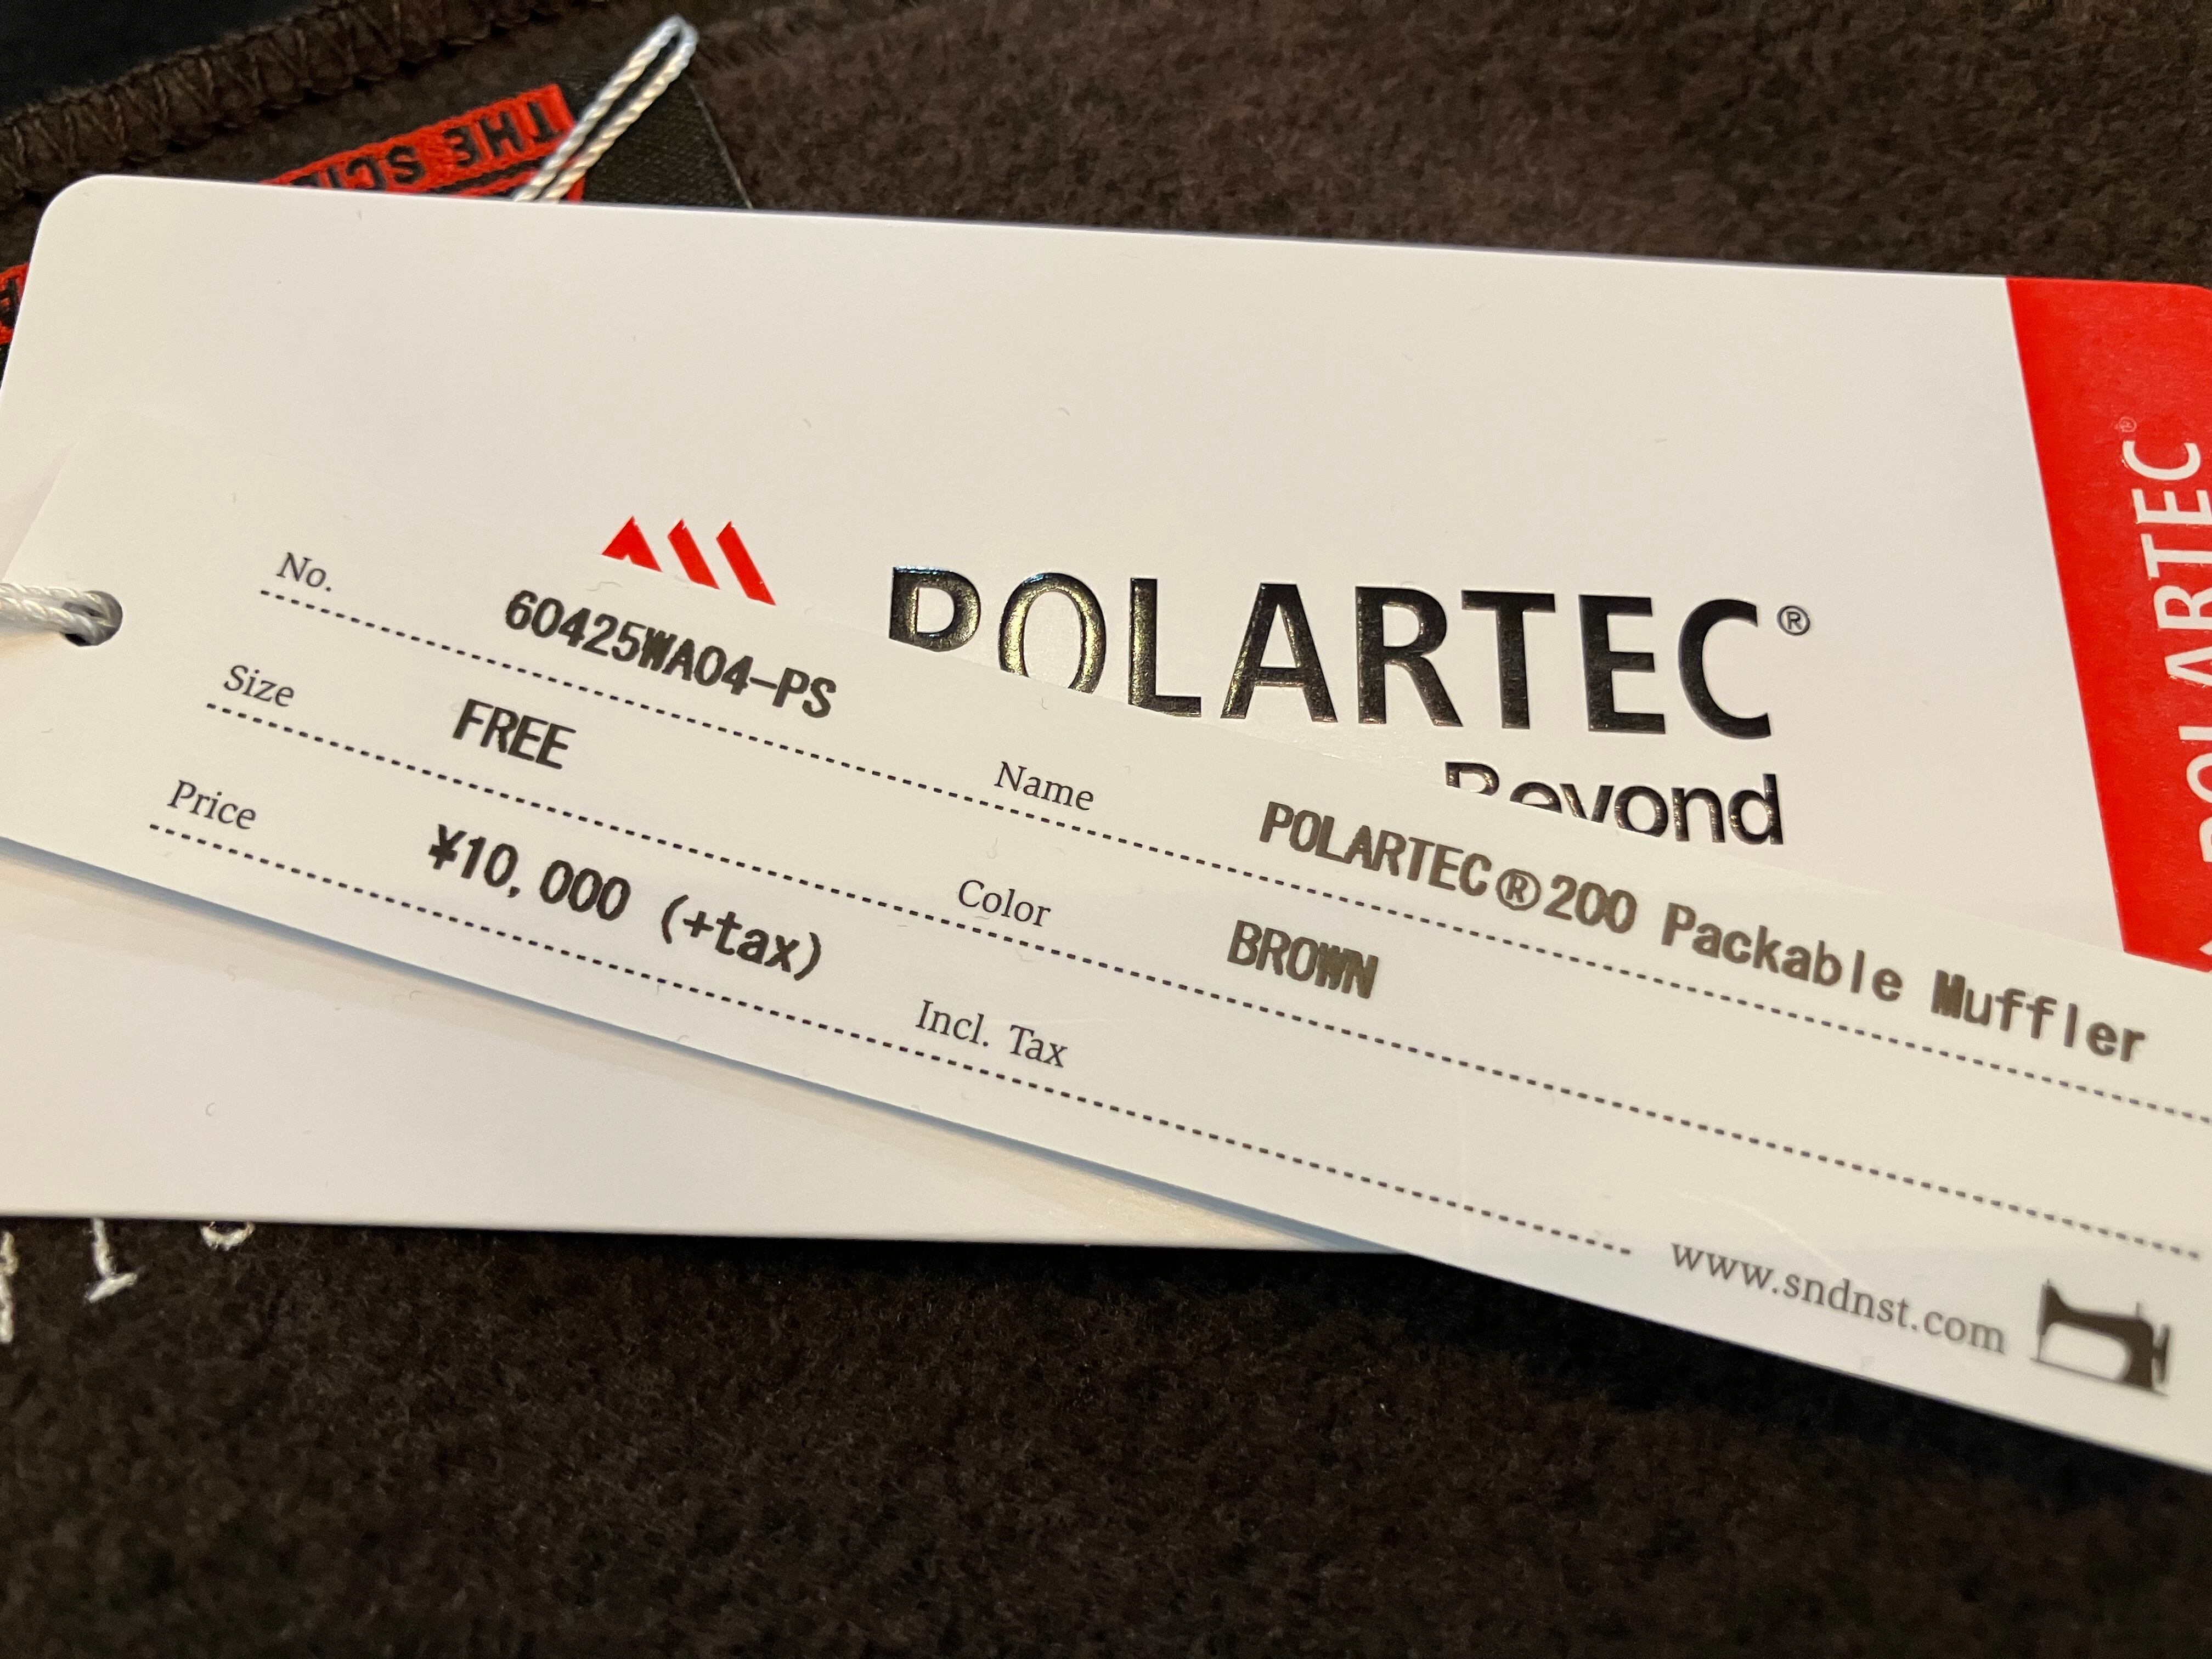 THE
POLARTEC®
Beyond
POLARTEC®
No. 60425WA04-PS
Name POLARTEC®200 Packable Muffler
Size FREE
Color BROWN
Price ¥10,000 (+tax)
Incl. Tax
www.sndnst.com